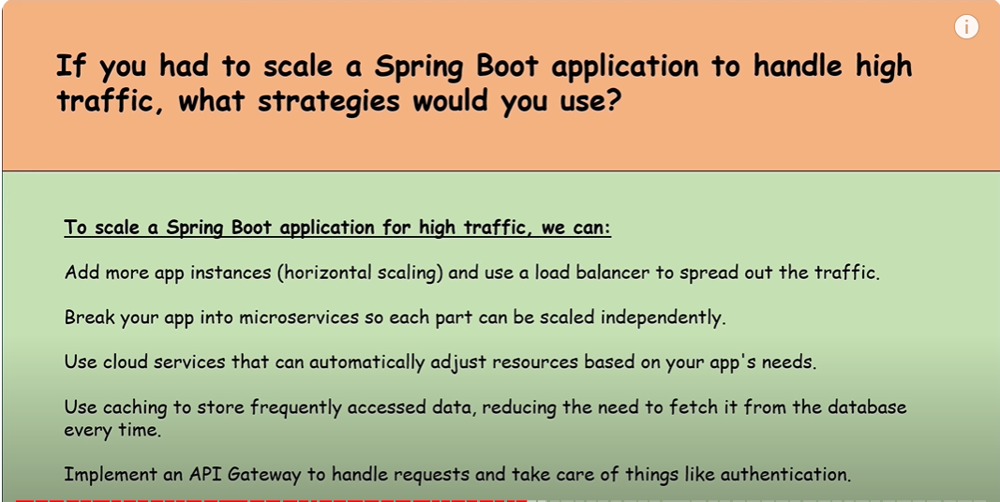 If you had to scale a Spring Boot application to handle high
traffic, what strategies would you use?
To scale a Spring Boot application for high traffic, we can:
Add more app instances (horizontal scaling) and use a load balancer to spread out the traffic.
Break your app into microservices so each part can be scaled independently.
Use cloud services that can automatically adjust resources based on your app's needs.
Use caching to store frequently accessed data, reducing the need to fetch it from the database
every time.
Implement an API Gateway to handle requests and take care of things like authentication.